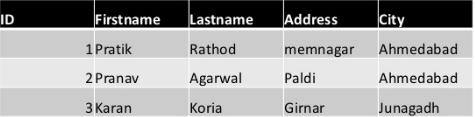 ID Firstname Lastname Address City
1 Pratik Rathod memnagar Ahmedabad
2 Pranav Agarwal Paldi Ahmedabad
3 Karan Koria Girnar Junagadh